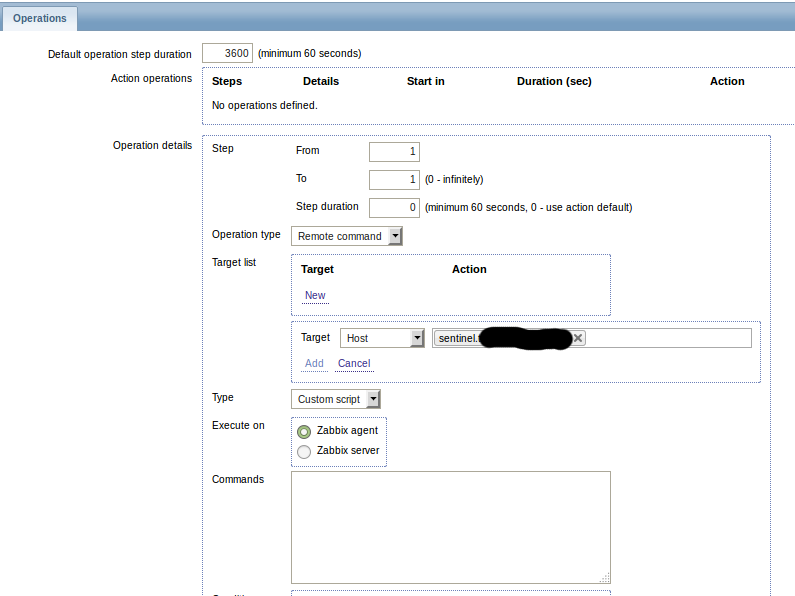 Operations
Default operation step duration 3600 (minimum 60 seconds)
Action operations Steps Details Start in Duration (sec) Action
No operations defined.
Operation details Step From 1
To 1 (0 - infinitely)
Step duration 0 (minimum 60 seconds, 0 - use action default)
Operation type Remote command
Target list Target Action
New
Target Host sentinel.
Add Cancel
Type Custom script
Execute on Zabbix agent
Zabbix server
Commands